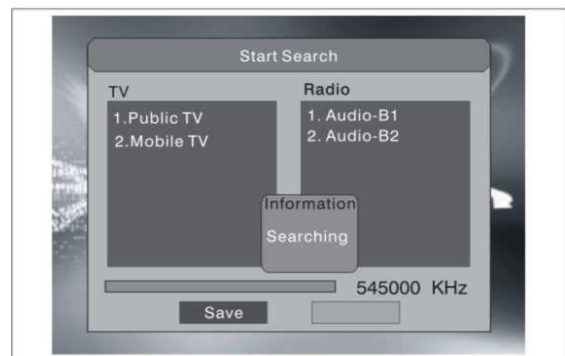 Start Search
TV
Radio
1.Public TV
2.Mobile TV
1. Audio-B1
2. Audio-B2
Information
Searching
545000 KHz
Save